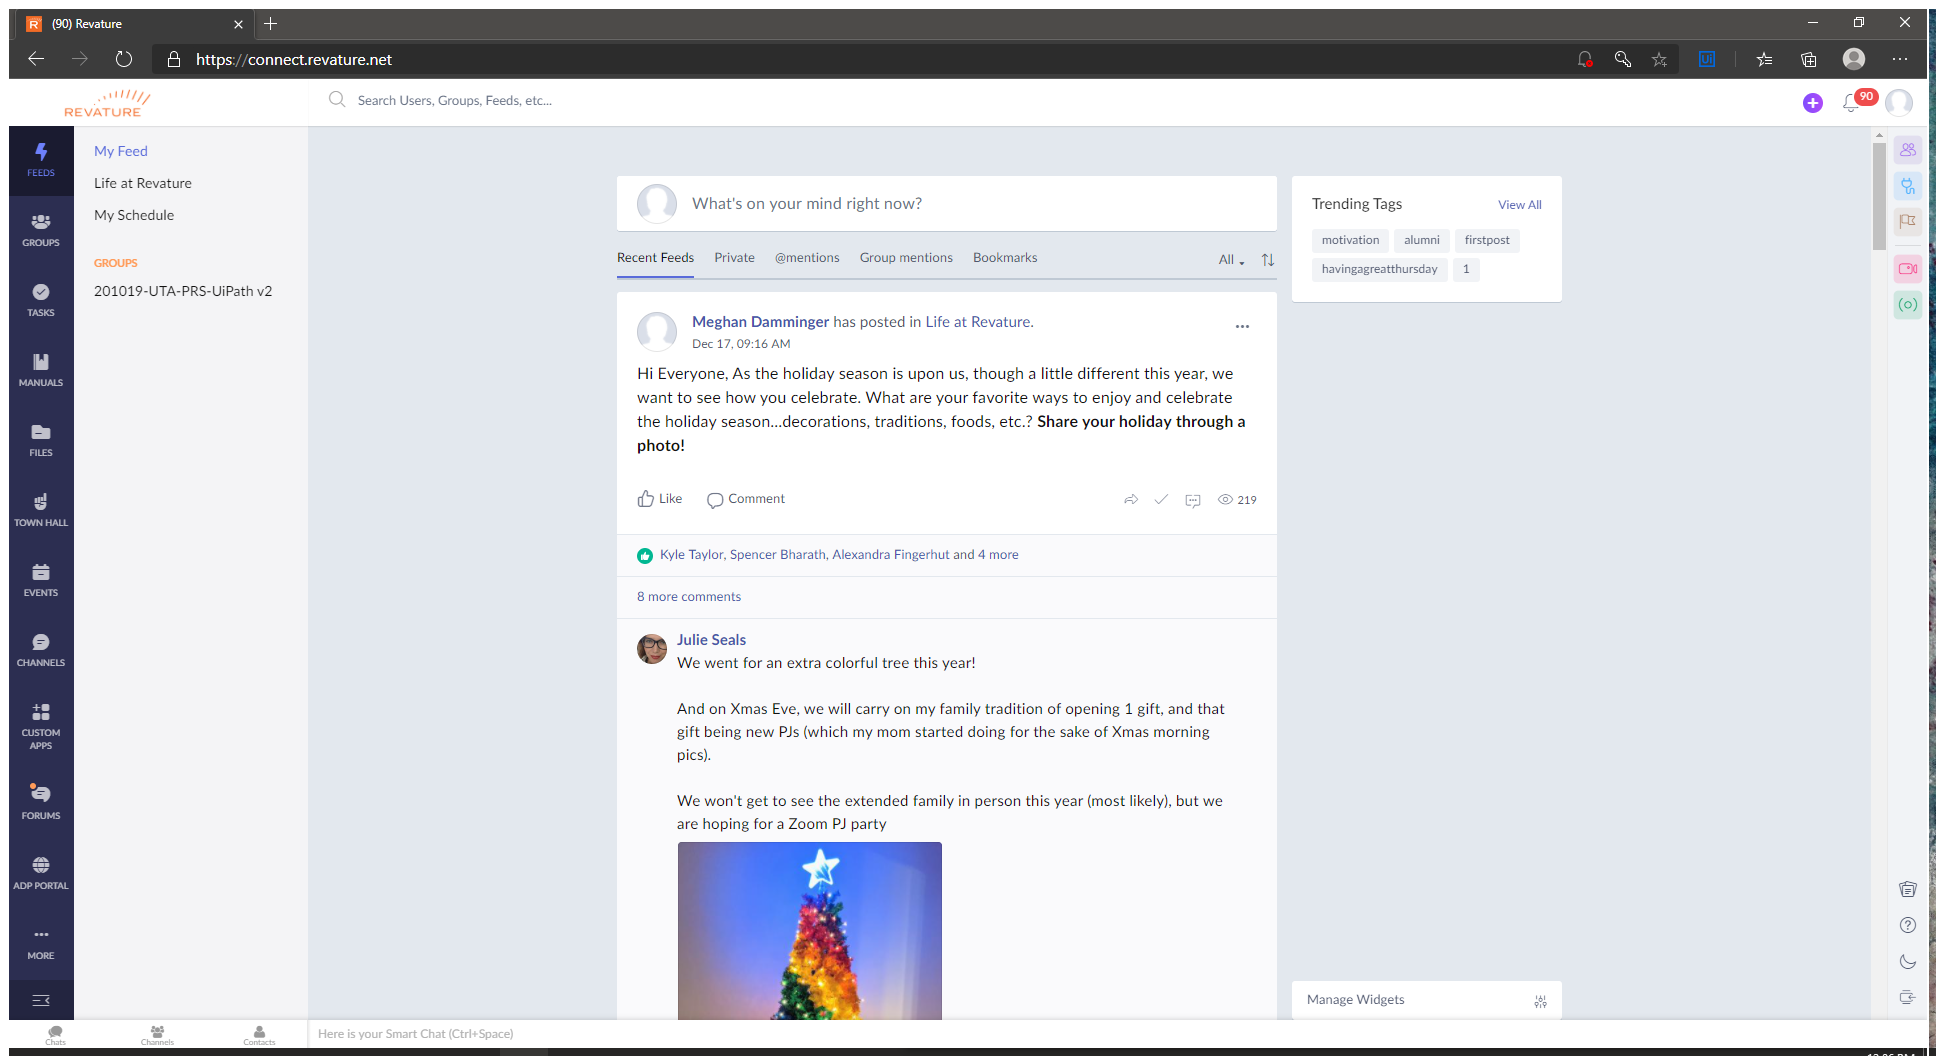 (90) Revature
https://connect.revature.net
REVATURE
Search Users, Groups, Feeds, etc...
90
FEEDS
GROUPS
TASKS
MANUALS
FILES
TOWN HALL
EVENTS
CHANNELS
CUSTOM
APPS
FORUMS
ADP PORTAL
MORE
My Feed
Life at Revature
My Schedule
GROUPS
201019-UTA-PRS-UiPath v2
What's on your mind right now?
Recent Feeds Private @mentions Group mentions Bookmarks All
Meghan Damminger has posted in Life at Revature.
Dec 17, 09:16 AM
Hi Everyone, As the holiday season is upon us, though a little different this year, we
want to see how you celebrate. What are your favorite ways to enjoy and celebrate
the holiday season...decorations, traditions, foods, etc.? Share your holiday through a
photo!
Like Comment 219
Kyle Taylor, Spencer Bharath, Alexandra Fingerhut and 4 more
8 more comments
Julie Seals
We went for an extra colorful tree this year!
And on Xmas Eve, we will carry on my family tradition of opening 1 gift, and that
gift being new PJs (which my mom started doing for the sake of Xmas morning
pics).
We won't get to see the extended family in person this year (most likely), but we
are hoping for a Zoom PJ party
Trending Tags View All
motivation alumni firstpost
havingagreatthursday 1
Manage Widgets
Chats Channels Contacts Here is your Smart Chat (Ctrl+Space)